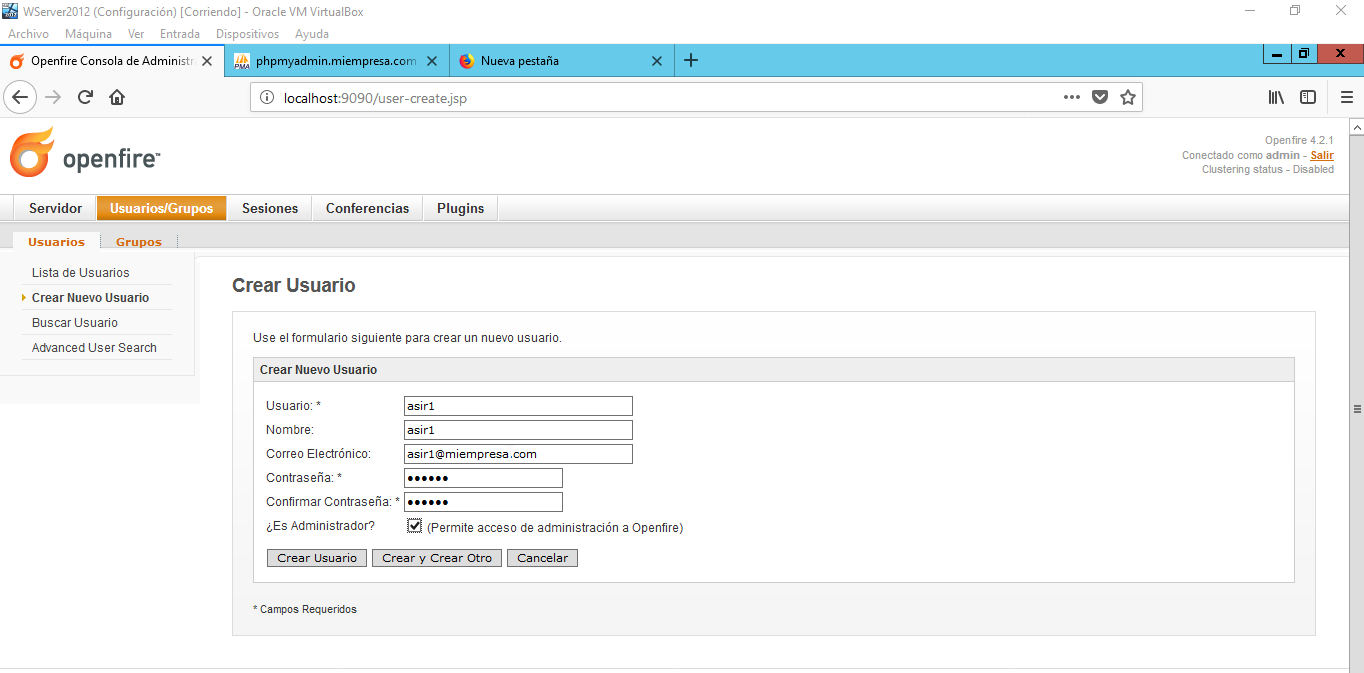 WServer2012 (Configuración) [Corriendo] - Oracle VM VirtualBox
Archivo Máquina Ver Entrada Dispositivos Ayuda
Openfire Consola de Administr phpmyadmin.miempresa.com Nueva pestaña
localhost:9090/user-create.jsp
openfire™
Openfire 4.2.1
Conectado como admin - Salir
Clustering status - Disabled
Servidor Usuarios/Grupos Sesiones Conferencias Plugins
Usuarios Grupos
Lista de Usuarios
Crear Nuevo Usuario
Buscar Usuario
Advanced User Search
Crear Usuario
Use el formulario siguiente para crear un nuevo usuario.
Crear Nuevo Usuario
Usuario: * asir1
Nombre: asir1
Correo Electrónico: asir1@miempresa.com
Contraseña: * ••••••
Confirmar Contraseña: * ••••••
¿Es Administrador? (Permite acceso de administración a Openfire)
Crear Usuario Crear y Crear Otro Cancelar
* Campos Requeridos